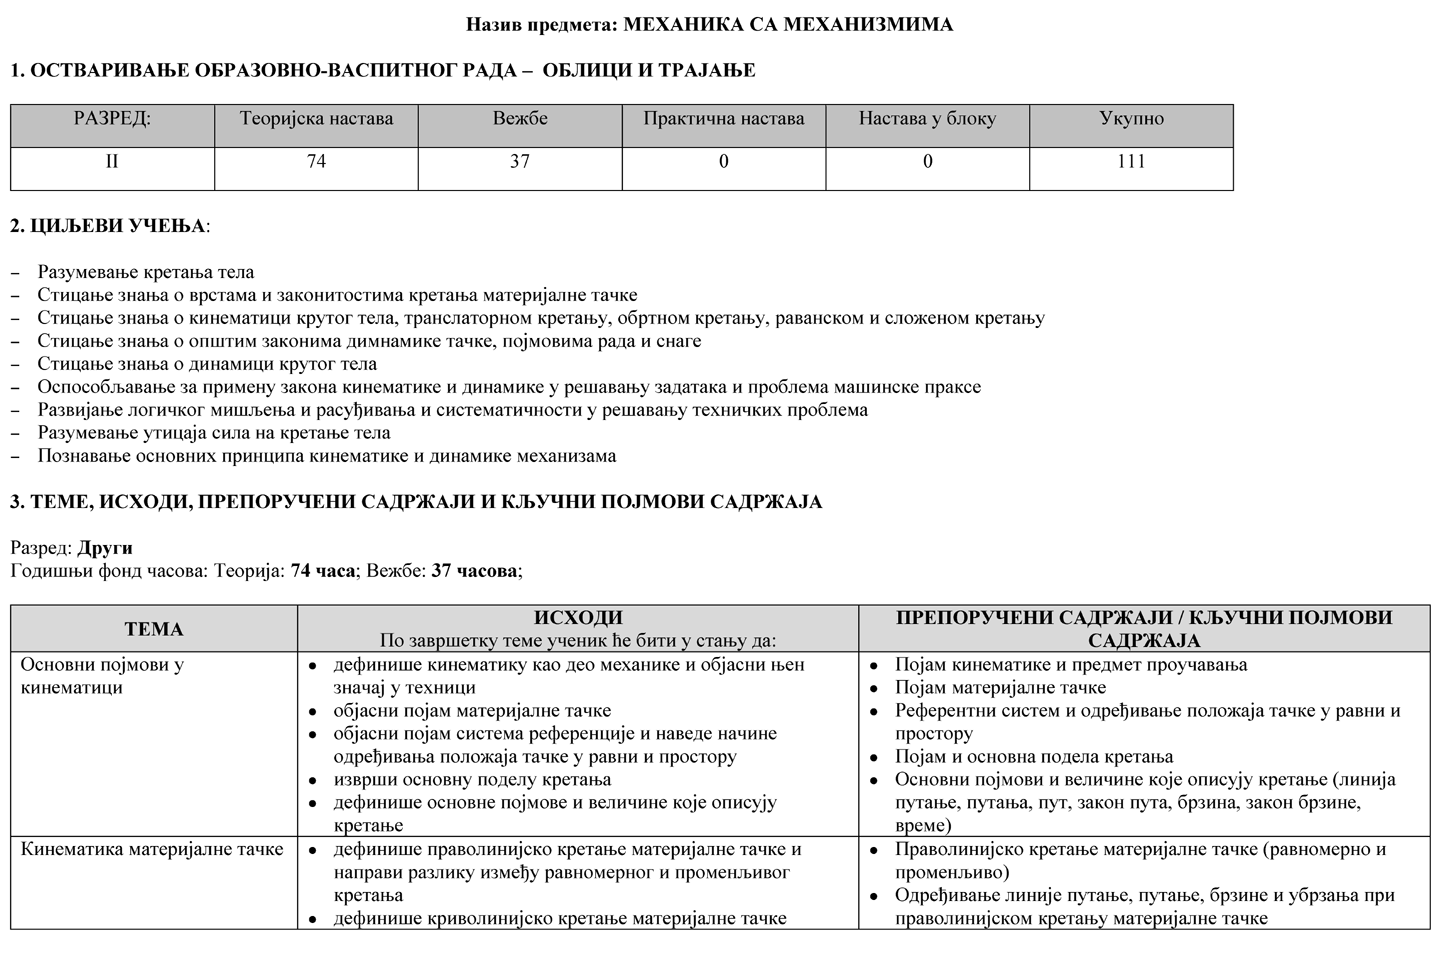 Назив предмета: МЕХАНИКА СА МЕХАНИЗМИМА
1. ОСТВАРИВАЊЕ ОБРАЗОВНО-ВАСПИТНОГ РАДА – ОБЛИЦИ И ТРАЈАЊЕ
РАЗРЕД: Теоријска настава Вежбе Практична настава Настава у блоку Укупно
II 74 37 0 0 111
2. ЦИЉЕВИ УЧЕЊА:
– Разумевање кретања тела
– Стицање знања о врстама и законитостима кретања материјалне тачке
– Стицање знања о кинематици крутог тела, транслаторном кретању, обртном кретању, раванском и сложеном кретању
– Стицање знања о општим законима димнамике тачке, појмовима рада и снаге
– Стицање знања о динамици крутог тела
– Оспособљавање за примену закона кинематике и динамике у решавању задатака и проблема машинске праксе
– Развијање логичког мишљења и расуђивања и систематичности у решавању техничких проблема
– Разумевање утицаја сила на кретање тела
– Познавање основних принципа кинематике и динамике механизама
3. ТЕМЕ, ИСХОДИ, ПРЕПОРУЧЕНИ САДРЖАЈИ И КЉУЧНИ ПОЈМОВИ САДРЖАЈА
Разред: Други
Годишњи фонд часова: Теорија: 74 часа; Вежбе: 37 часова;
ТЕМА
ИСХОДИ
По завршетку теме ученик ће бити у стању да:
ПРЕПОРУЧЕНИ САДРЖАЈИ / КЉУЧНИ ПОЈМОВИ
САДРЖАЈА
Основни појмови у
кинематици
• дефинише кинематику као део механике и објасни њен
значај у техници
• објасни појам материјалне тачке
• објасни појам система референције и наведе начине
одређивања положаја тачке у равни и простору
• изврши основну поделу кретања
• дефинише основне појмове и величине које описују
кретање
• Појам кинематике и предмет проучавања
• Појам материјалне тачке
• Референтни систем и одређивање положаја тачке у равни и
простору
• Појам и основна подела кретања
• Основни појмови и величине које описују кретање (линија
путање, путања, пут, закон пута, брзина, закон брзине,
време)
Кинематика материјалне тачке
• дефинише праволинијско кретање материјалне тачке и
направи разлику између равномерног и променљивог
кретања
• дефинише криволинијско кретање материјалне тачке
• Праволинијско кретање материјалне тачке (равномерно и
променљиво)
• Одређивање линије путање, путање, брзине и убрзања при
праволинијском кретању материјалне тачке